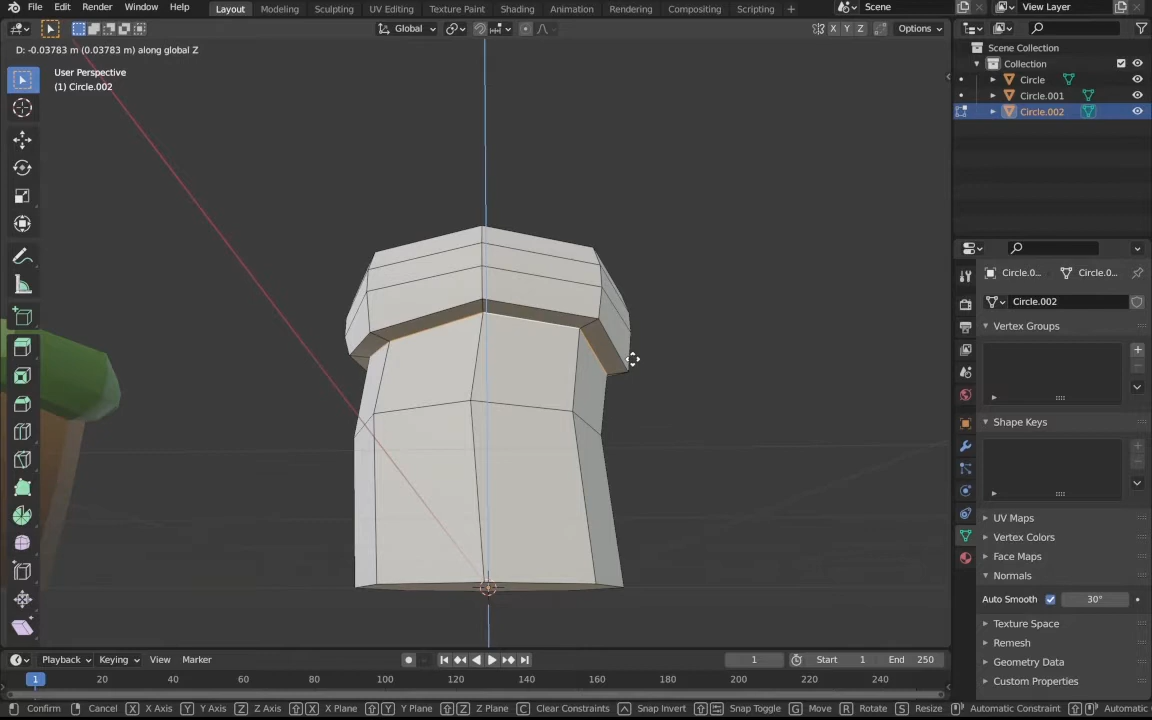 File Edit Render Window Help Layout Modeling Sculpting UV Editing Texture Paint Shading Animation Rendering Compositing Scripting + Scene View Layer
Global X Y Z Options
D: -0.03783 m (0.03783 m) along global Z
User Perspective
(1) Circle.002
Scene Collection
Collection
Circle
Circle.001
Circle.002
Circle.0... Circle.0...
Circle.002
Vertex Groups
Shape Keys
UV Maps
Vertex Colors
Face Maps
Normals
Auto Smooth 30°
Texture Space
Remesh
Geometry Data
Custom Properties
Playback Keying View Marker 1 Start 1 End 250
1 20 40 60 80 100 120 140 160 180 200 220 240
Confirm Cancel X X Axis Y Y Axis Z Z Axis X X Plane Y Y Plane Z Z Plane C Clear Constraints Snap Invert Snap Toggle G Move R Rotate S Resize Automatic Constraint Automatic